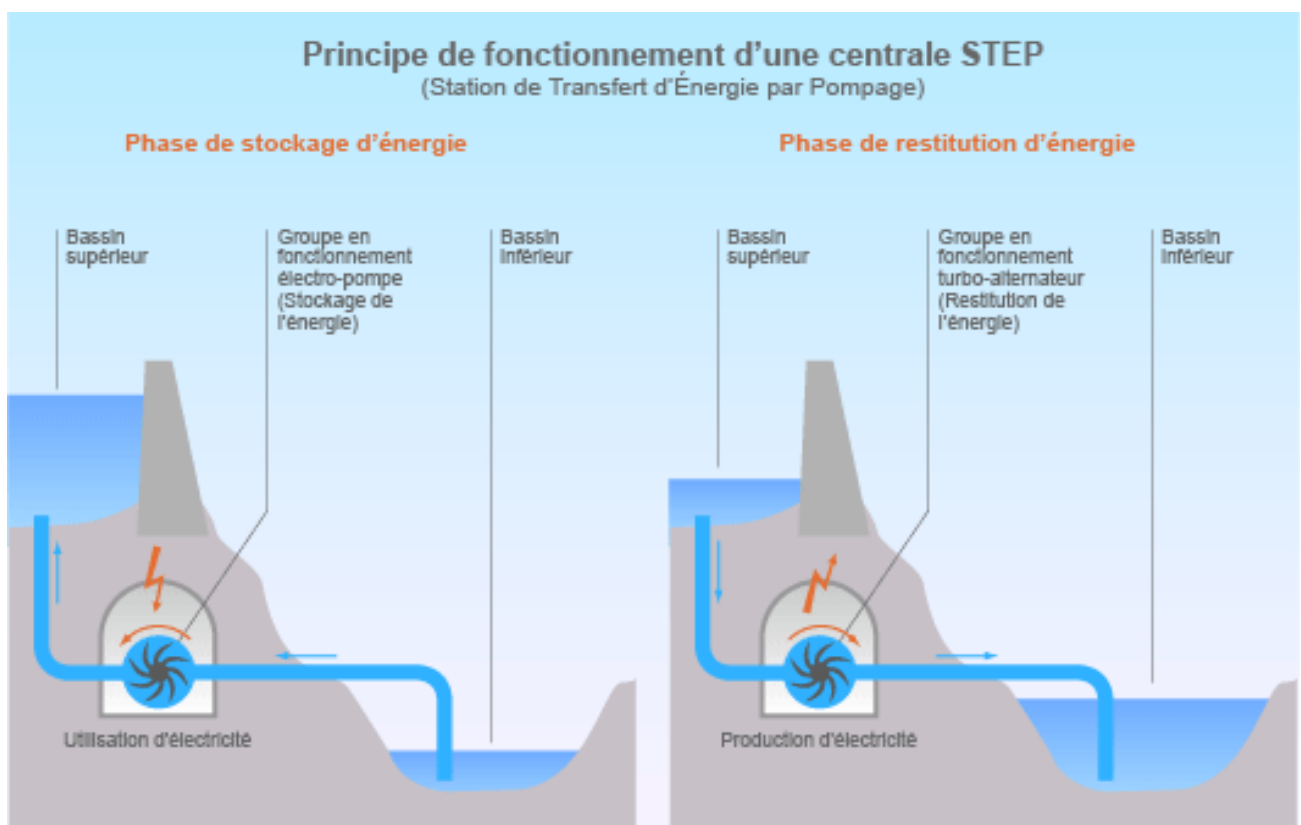 Principe de fonctionnement d'une centrale STEP
(Station de Transfert d'Énergie par Pompage)
Phase de stockage d'énergie
Bassin
supérieur
Groupe en
fonctionnement
électro-pompe
(Stockage de
l'énergie)
Bassin
inférieur
Utilisation d'électricité
Phase de restitution d'énergie
Bassin
supérieur
Groupe en
fonctionnement
turbo-alternateur
(Restitution de
l'énergie)
Bassin
inférieur
Production d'électricité